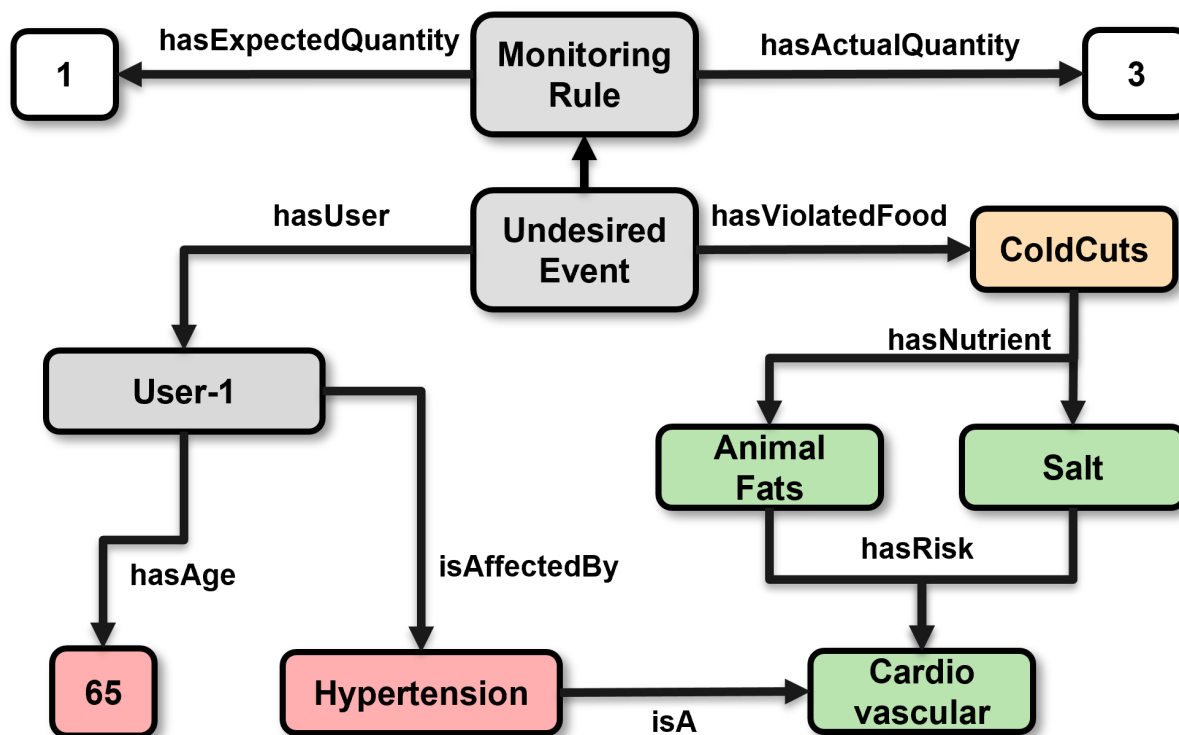 hasExpectedQuantity
hasActualQuantity
1
Monitoring
Rule
3
hasUser
hasViolatedFood
Undesired
Event
ColdCuts
hasNutrient
User-1
Animal
Fats
Salt
hasRisk
hasAge
isAffectedBy
65
Hypertension
isA
Cardio
vascular